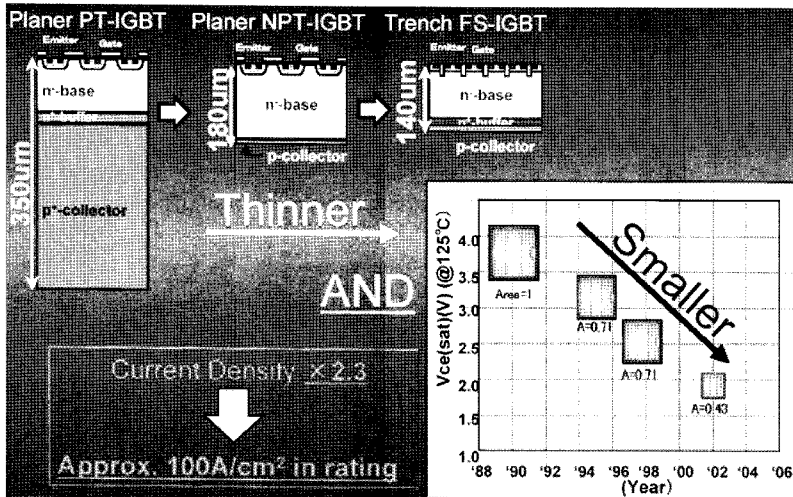 Planer PT-IGBT
Planer NPT-IGBT
Trench FS-IGBT
Emitter Gate
Emitter Gate
Emitter Gate
350um
n⁻-base
n⁺-buffer
p⁺-collector
180um
n⁻-base
p-collector
140um
n⁻-base
n⁺-buffer
p-collector
Thinner
AND
Smaller
Current Density × 2.3
Approx. 100A/cm² in rating
Vce(sat)(V) (@125°C)
4.0
3.5
3.0
2.5
2.0
1.0
Area=1
A=0.71
A=0.71
A=0.43
'88 '90 '92 '94 '96 '98 '00 '02 '04 '06
(Year)